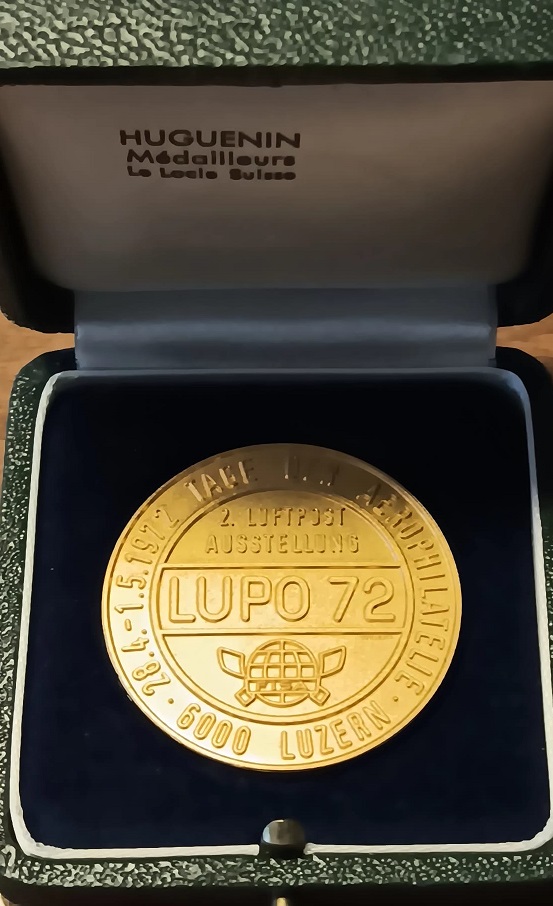 HUGUENIN
Médailleurs
Le Locle Suisse
28.4.-1.5.1972 TAGE DER AEROPHILATELIE · 6000 LUZERN ·
2. LUFTPOST
AUSSTELLUNG
LUPO 72